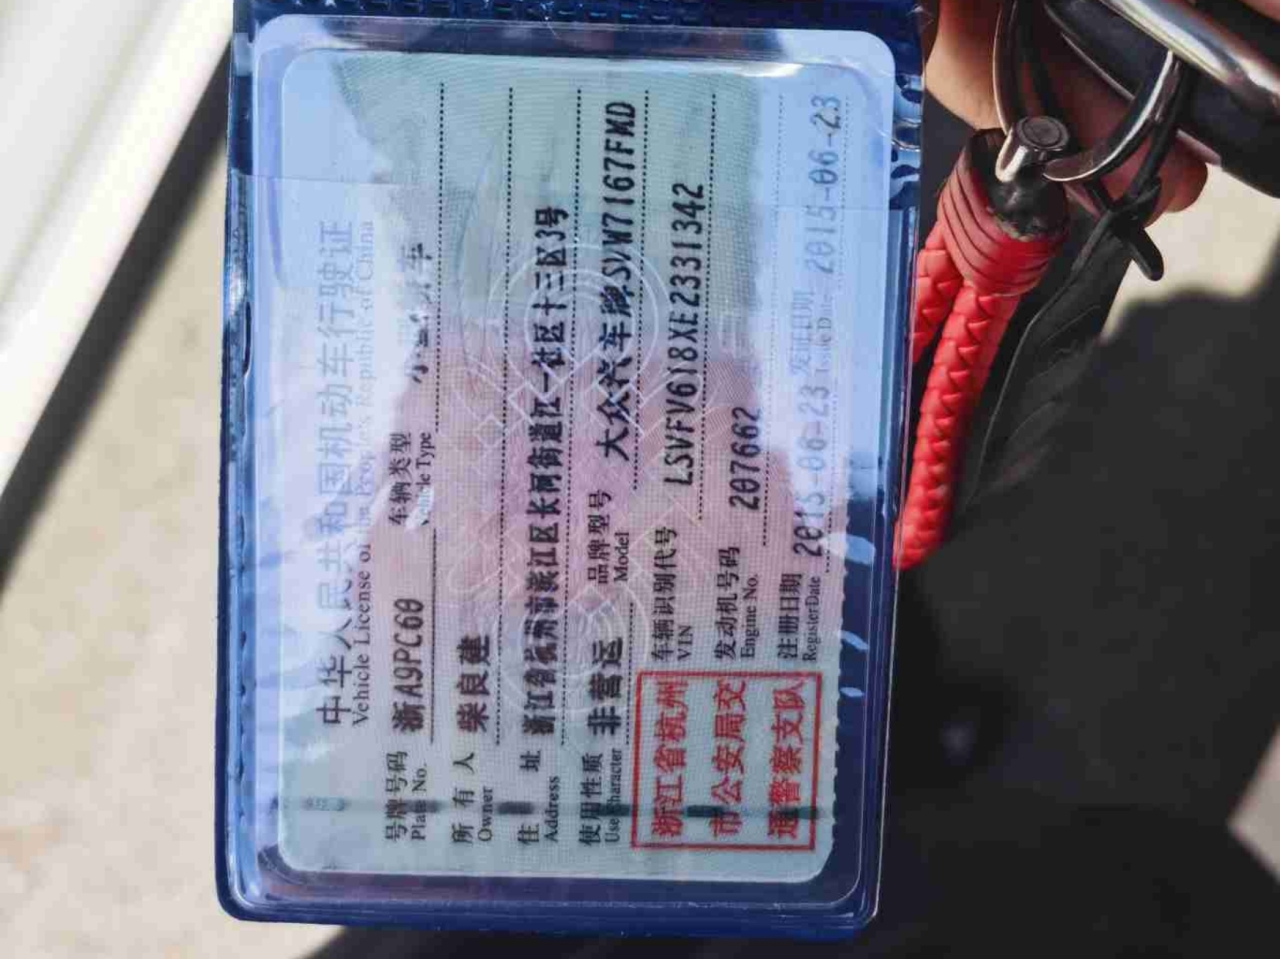 中华人民共和国机动车行驶证
Vehicle License of the People's Republic of China
号牌号码 浙A9PC60 车辆类型
Plate No. Vehicle Type
所有人 柴良建
Owner
住址 浙江省杭州市滨江区长河街道江一社区十三区3号
Address
使用性质 非营运 品牌型号 大众汽车牌SVW7167FMD
Use Character Model
浙江省杭州
市公安局交
通警察支队
车辆识别代号 LSVFV618XE2331342
VIN
发动机号码 207662
Engine No.
注册日期 2015-06-23 发证日期 2015-06-23
Register Date Issue Date